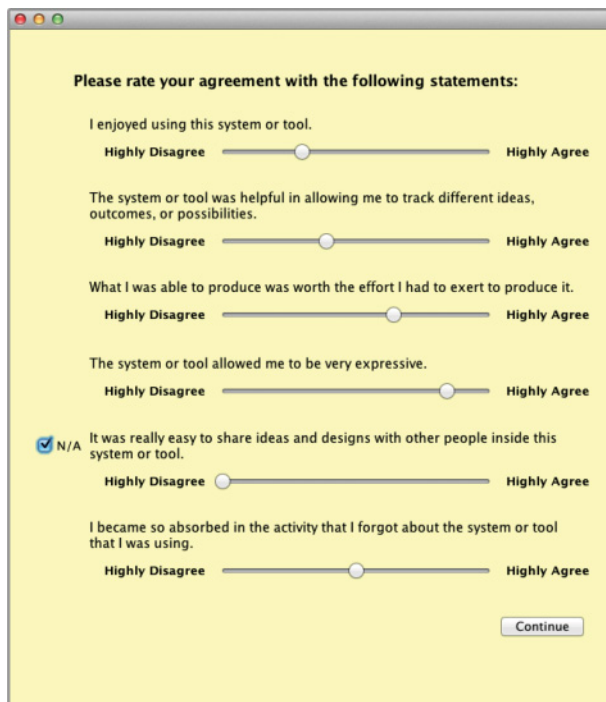 Please rate your agreement with the following statements:
I enjoyed using this system or tool.
Highly Disagree Highly Agree
The system or tool was helpful in allowing me to track different ideas,
outcomes, or possibilities.
Highly Disagree Highly Agree
What I was able to produce was worth the effort I had to exert to produce it.
Highly Disagree Highly Agree
The system or tool allowed me to be very expressive.
Highly Disagree Highly Agree
N/A It was really easy to share ideas and designs with other people inside this
system or tool.
Highly Disagree Highly Agree
I became so absorbed in the activity that I forgot about the system or tool
that I was using.
Highly Disagree Highly Agree
Continue